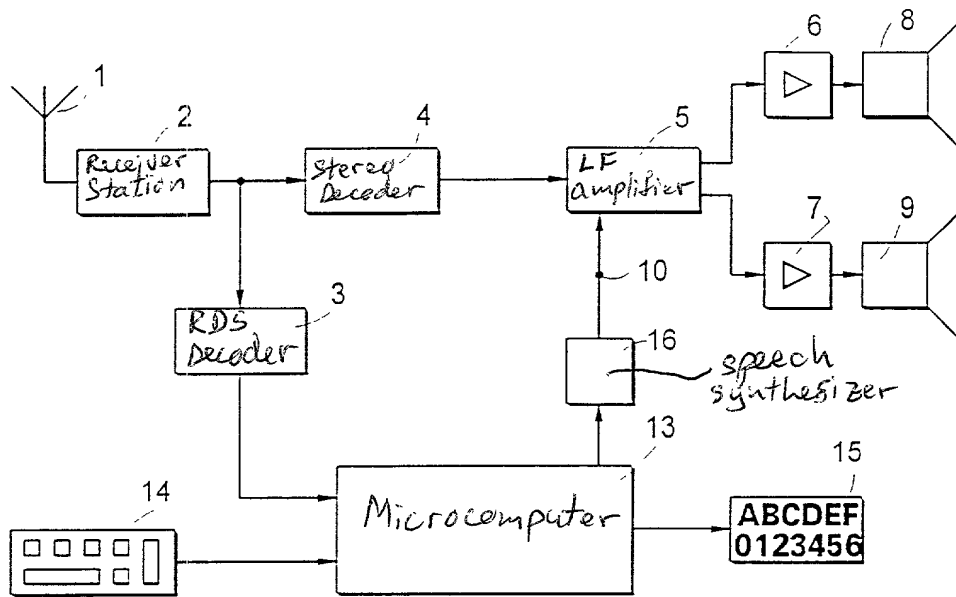 1
2
Receiver
Station
4
Stereo
Decoder
5
LF
amplifier
6
8
7
9
3
RDS
Decoder
10
16
speech
synthesizer
13
Microcomputer
14
15
ABCDEF
0123456